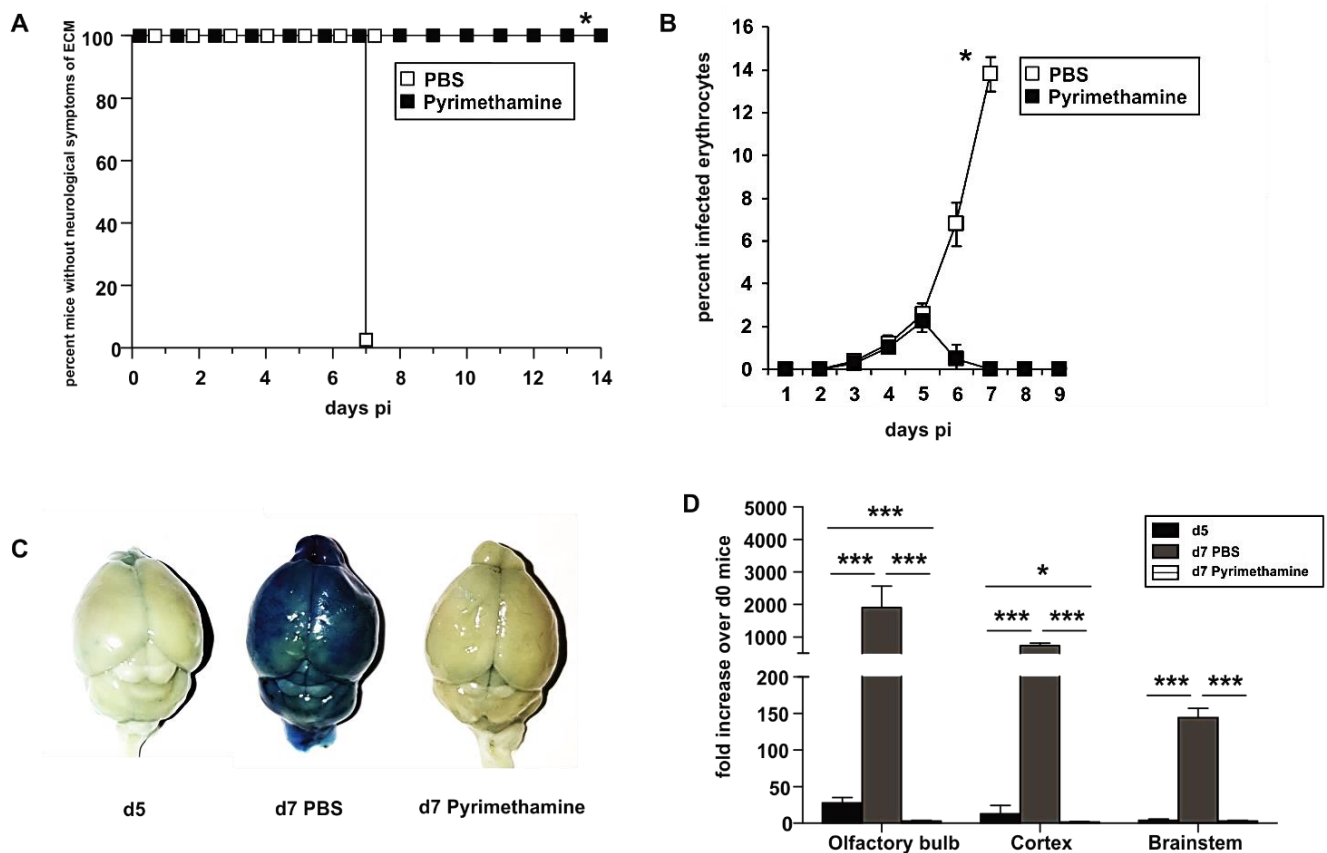 A
*
percent mice without neurological symptoms of ECM
100
80
60
40
20
0
PBS
Pyrimethamine
0 2 4 6 8 10 12 14
days pi
B
percent infected erythrocytes
16
14
12
10
8
6
4
2
0
*
PBS
Pyrimethamine
1 2 3 4 5 6 7 8 9
days pi
C
d5 d7 PBS d7 Pyrimethamine
D
fold increase over d0 mice
5000
4000
3000
2000
1000
200
150
100
50
0
***
*** ***
*
*** ***
*** ***
d5
d7 PBS
d7 Pyrimethamine
Olfactory bulb Cortex Brainstem